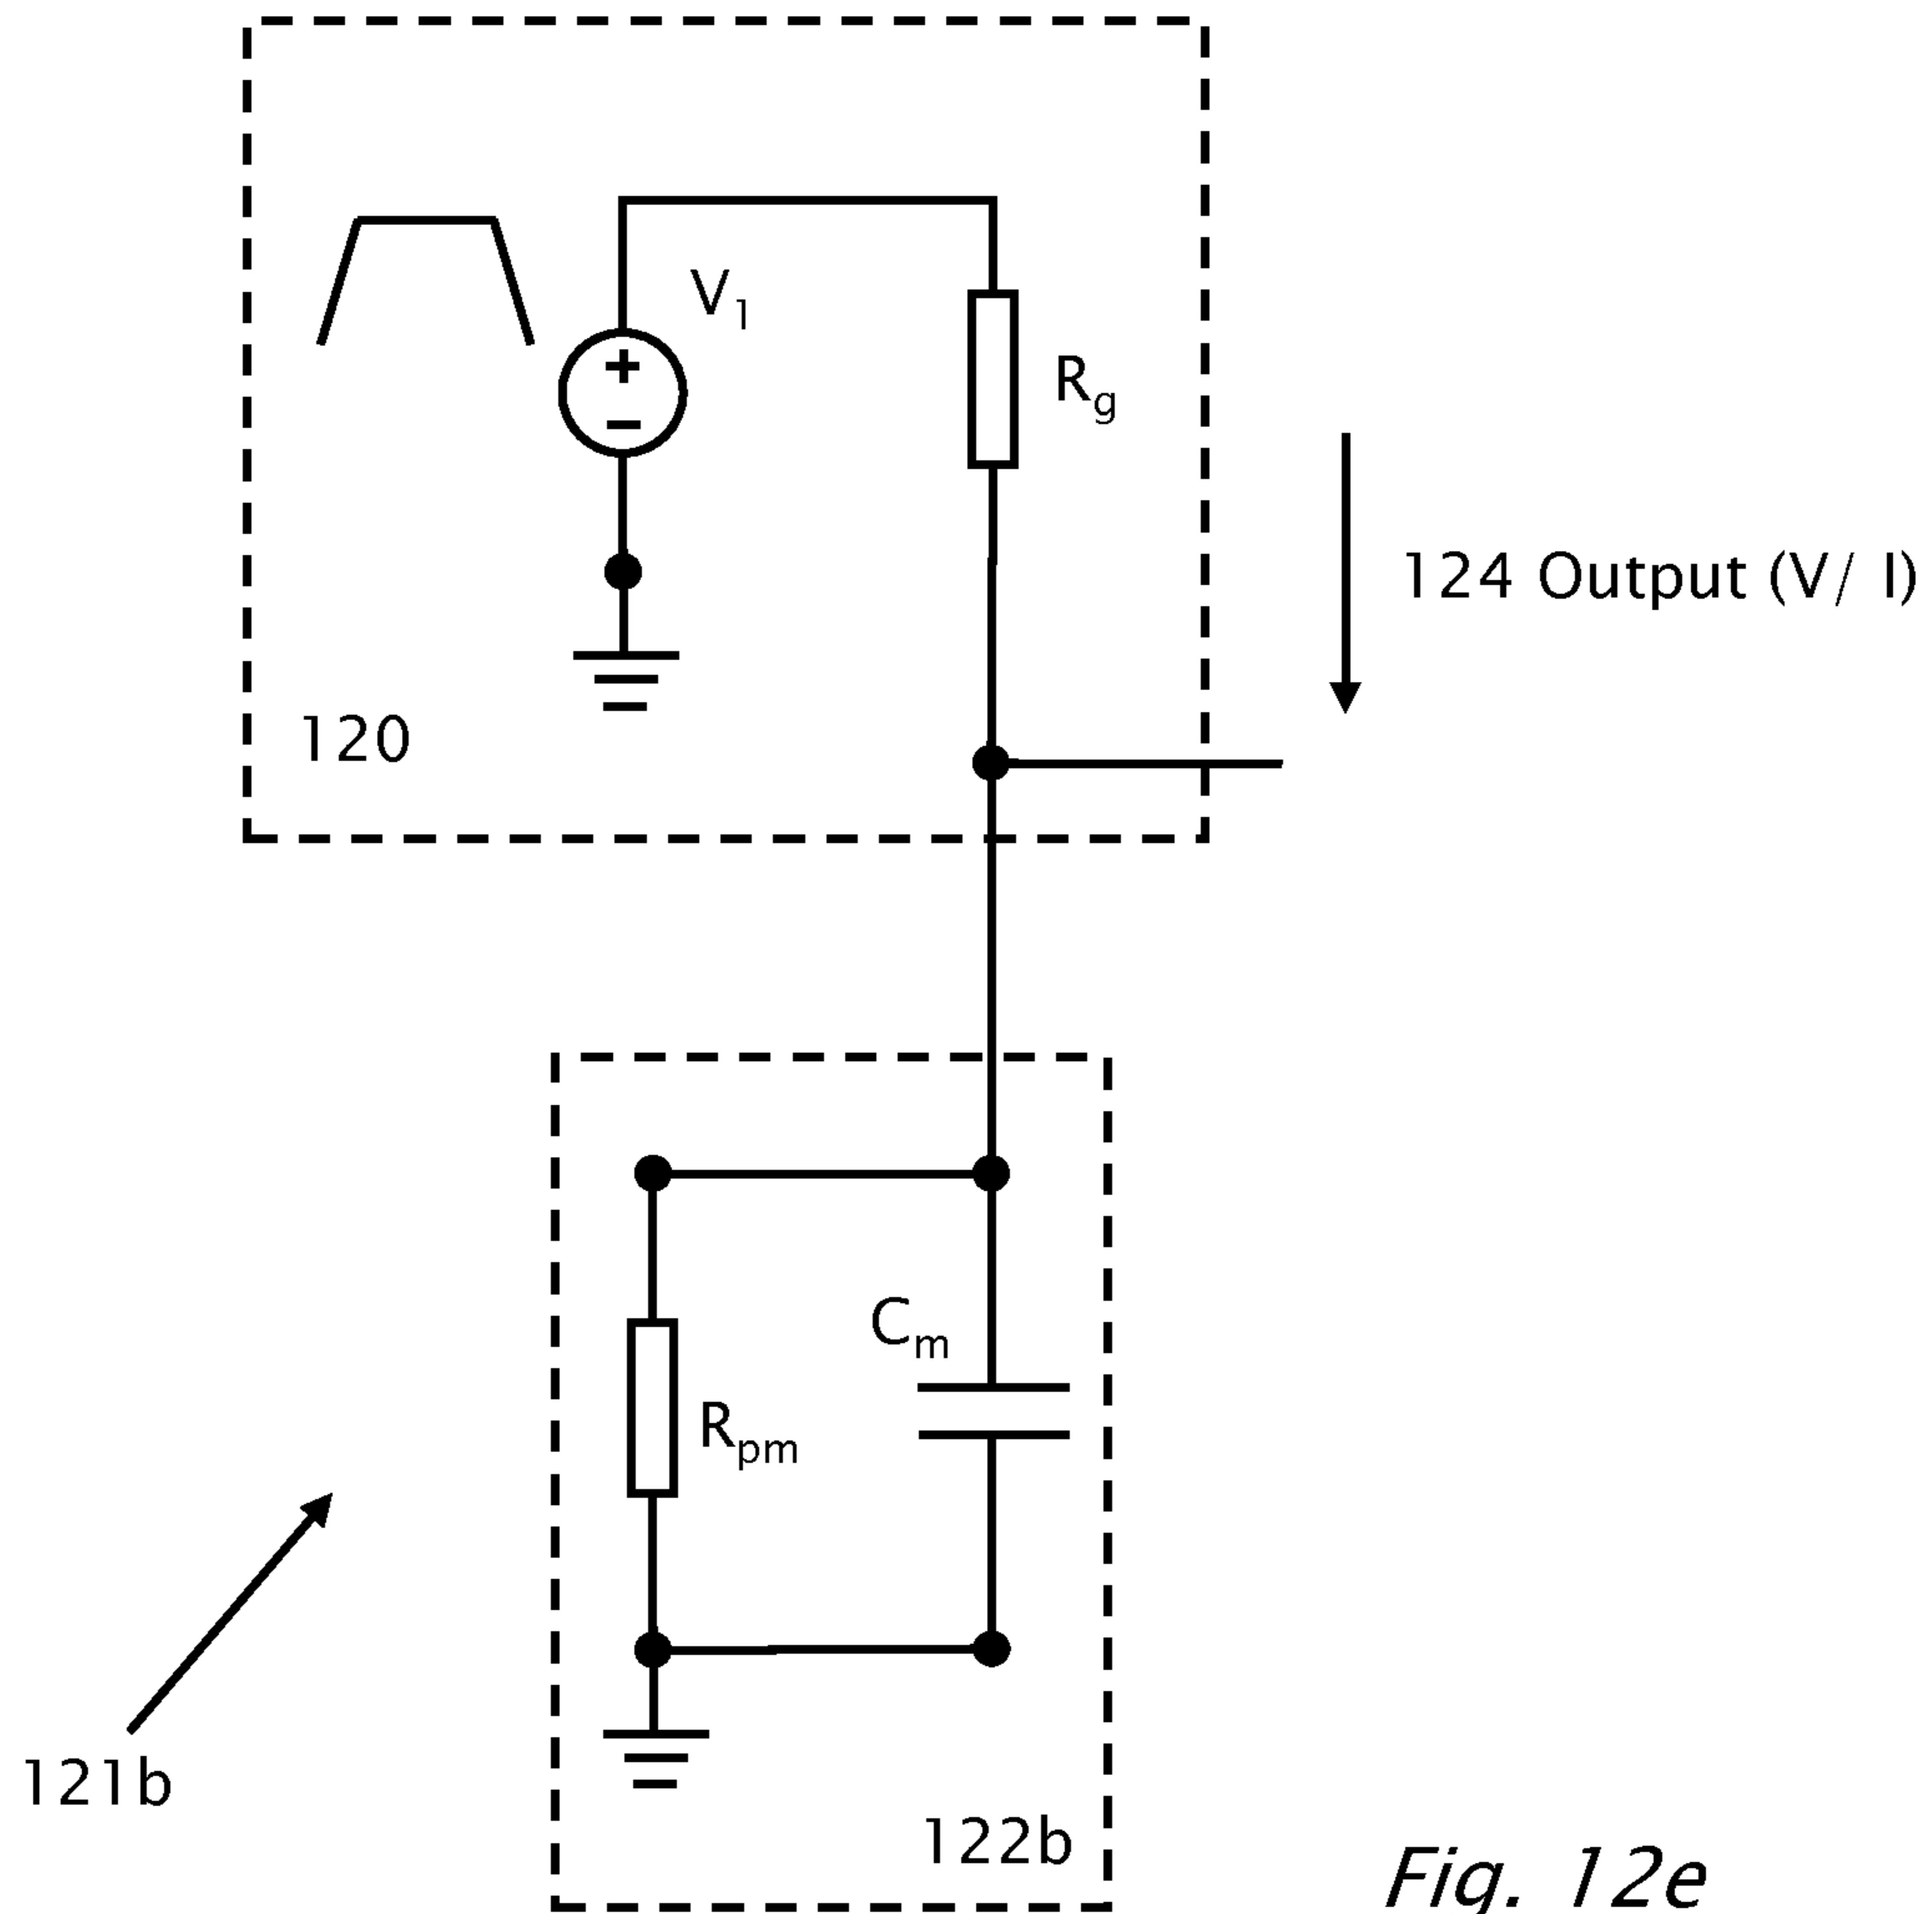 V1
+
−
Rg
124 Output (V/ I)
120
Cm
Rpm
121b
122b
Fig. 12e